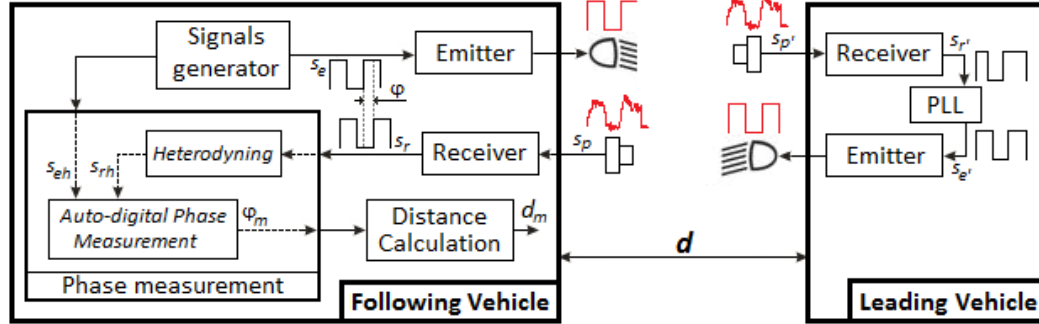 Signals
generator
s_e
φ
Emitter
s_r
Receiver
s_p
Heterodyning
s_eh
s_rh
Auto-digital Phase
Measurement
φ_m
Distance
Calculation
d_m
Phase measurement
Following Vehicle
d
s_p'
Receiver
s_r'
PLL
Emitter
s_e'
Leading Vehicle